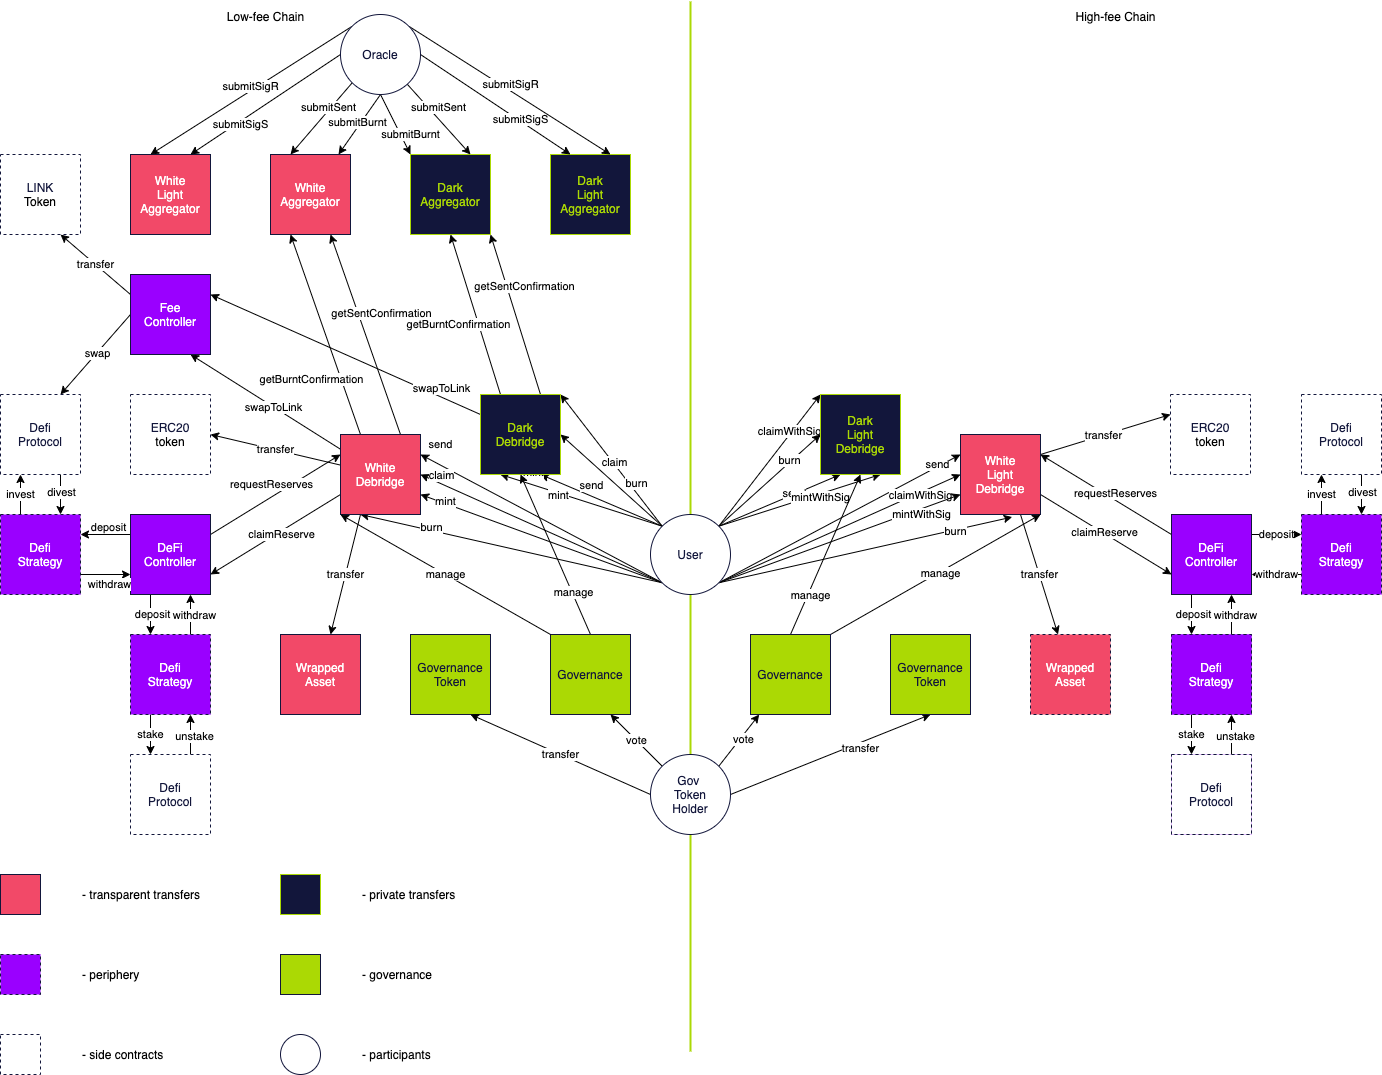 Low-fee Chain
High-fee Chain
Oracle
submitSigR
submitSigR
submitSent
submitSent
submitSigS
submitBurnt
submitSigS
submitBurnt
LINK
Token
White
Light
Aggregator
White
Aggregator
Dark
Aggregator
Dark
Light
Aggregator
transfer
getSentConfirmation
Fee
Controller
getSentConfirmation
getBurntConfirmation
swap
getBurntConfirmation
swapToLink
swapToLink
Defi
Protocol
ERC20
token
Dark
Debridge
Dark
Light
Debridge
ERC20
token
Defi
Protocol
claimWithSig
transfer
send
transfer
burn
claim
send
White
Debridge
White
Light
Debridge
claim
burn
requestReserves
send
invest
divest
mint
mintWithSig
claimWithSig
requestReserves
invest
divest
mint
mintWithSig
deposit
burn
burn
claimReserve
claimReserve
deposit
Defi
Strategy
DeFi
Controller
User
DeFi
Controller
Defi
Strategy
withdraw
transfer
manage
manage
transfer
withdraw
manage
manage
deposit
withdraw
deposit
withdraw
Defi
Strategy
Wrapped
Asset
Governance
Token
Governance
Governance
Governance
Token
Wrapped
Asset
Defi
Strategy
stake
unstake
vote
vote
stake
unstake
transfer
transfer
Defi
Protocol
Gov
Token
Holder
Defi
Protocol
- transparent transfers
- private transfers
- periphery
- governance
- side contracts
- participants